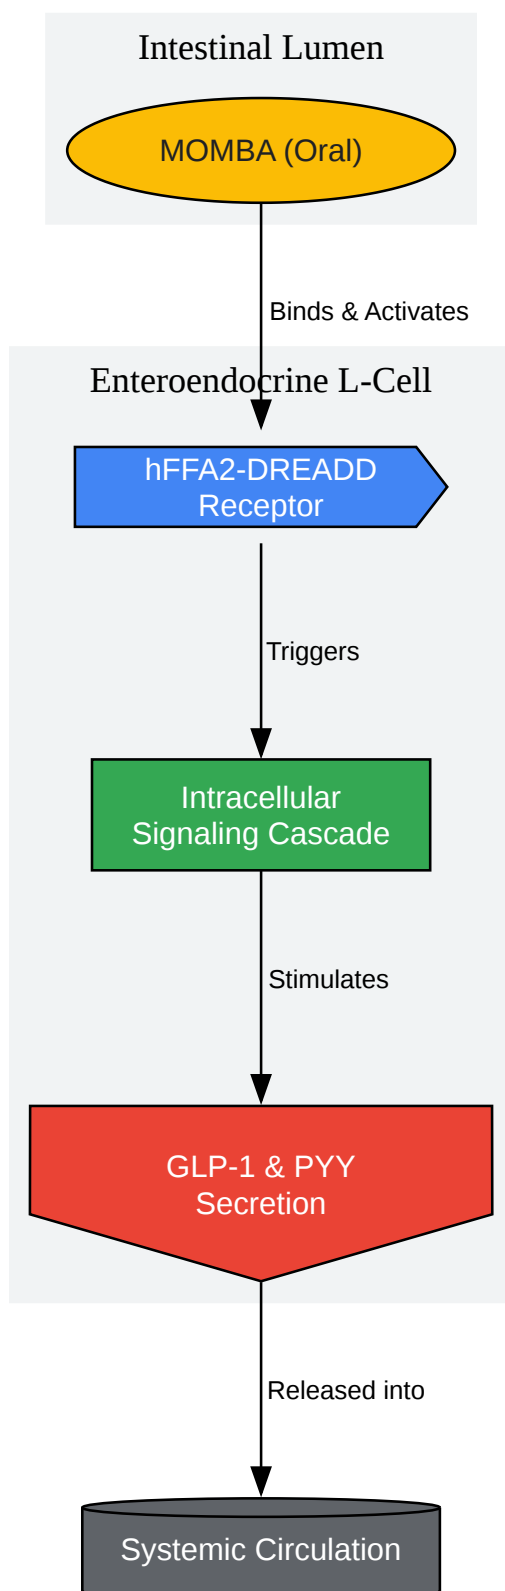 Intestinal Lumen
MOMBA (Oral)
Binds & Activates
Enteroendocrine L-Cell
hFFA2-DREADD
Receptor
Triggers
Intracellular
Signaling Cascade
Stimulates
GLP-1 & PYY
Secretion
Released into
Systemic Circulation